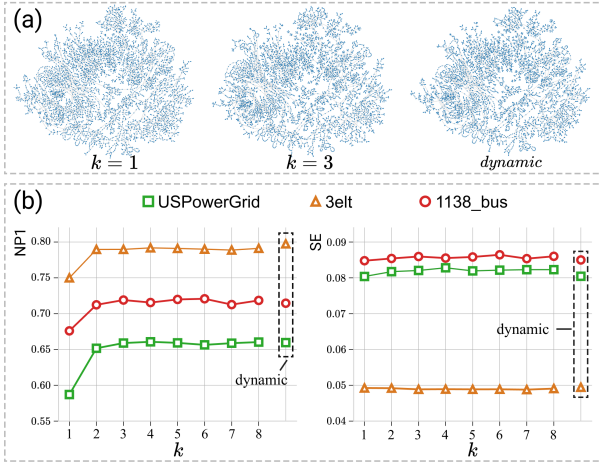 (a)
k = 1
k = 3
dynamic
(b)
USPowerGrid
3elt
1138_bus
NP1
0.80
0.75
0.70
0.65
0.60
0.55
1 2 3 4 5 6 7 8
k
dynamic
SE
0.09
0.08
0.07
0.06
0.05
0.04
1 2 3 4 5 6 7 8
k
dynamic